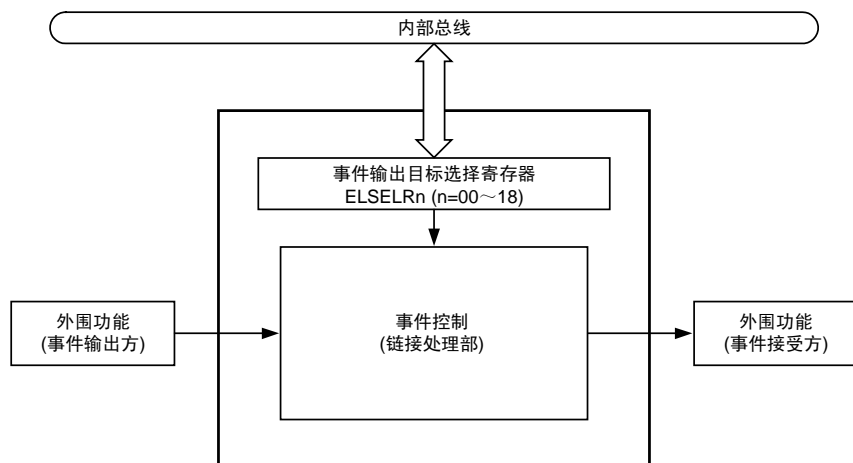 内部总线
事件输出目标选择寄存器
ELSELRn (n=00～18)
外围功能
(事件输出方)
事件控制
(链接处理部)
外围功能
(事件接受方)